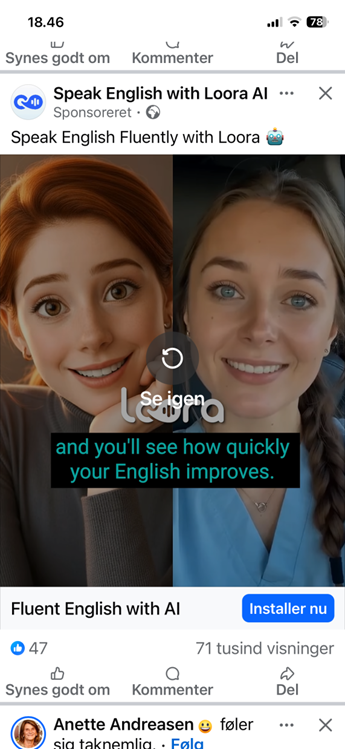 18.46
78
Synes godt om
Kommenter
Del
Speak English with Loora AI
Sponsoreret ·
Speak English Fluently with Loora 🤖
Se igen
loora
and you'll see how quickly
your English improves.
Fluent English with AI
Installer nu
47
71 tusind visninger
Synes godt om
Kommenter
Del
Anette Andreasen 😃 føler
sig taknemlig. · Følg